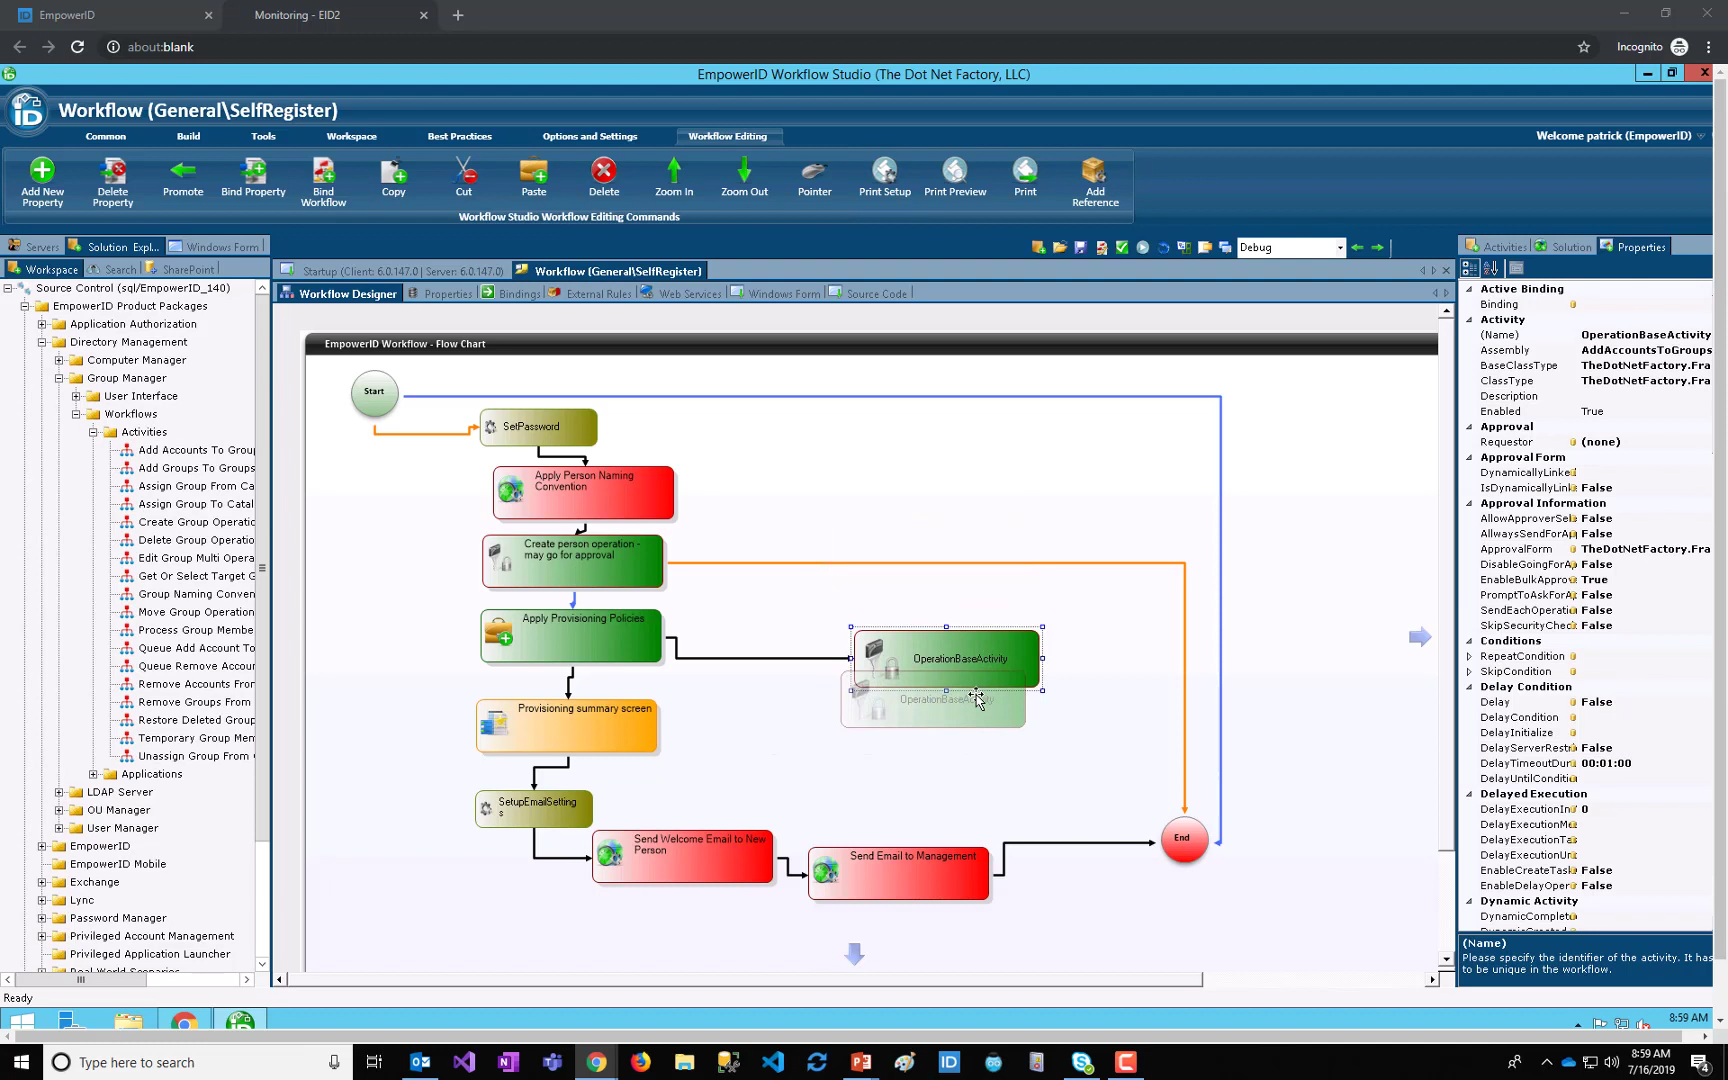 EmpowerID
Monitoring - EID2
about:blank
Incognito
EmpowerID Workflow Studio (The Dot Net Factory, LLC)
Workflow (General\SelfRegister)
Common
Build
Tools
Workspace
Best Practices
Options and Settings
Workflow Editing
Welcome patrick (EmpowerID)
Add New Property
Delete Property
Promote
Bind Property
Bind Workflow
Copy
Cut
Paste
Delete
Zoom In
Zoom Out
Pointer
Print Setup
Print Preview
Print
Add Reference
Workflow Studio Workflow Editing Commands
Servers
Solution Expl...
Windows Form
Debug
Activities
Solution
Properties
Workspace
Search
SharePoint
Startup (Client: 6.0.147.0 | Server: 6.0.147.0)
Workflow (General\SelfRegister)
Workflow Designer
Properties
Bindings
External Rules
Web Services
Windows Form
Source Code
Source Control (sql/EmpowerID_140)
EmpowerID Product Packages
Application Authorization
Directory Management
Computer Manager
Group Manager
User Interface
Workflows
Activities
Add Accounts To Grou
Add Groups To Groups
Assign Group From Ca
Assign Group To Catal
Create Group Operatio
Delete Group Operatio
Edit Group Multi Opera
Get Or Select Target G
Group Naming Conven
Move Group Operation
Process Group Membe
Queue Add Account To
Queue Remove Accour
Remove Accounts From
Remove Groups From
Restore Deleted Group
Temporary Group Mem
Unassign Group From C
Applications
LDAP Server
OU Manager
User Manager
EmpowerID
EmpowerID Mobile
Exchange
Lync
Password Manager
Privileged Account Management
Privileged Application Launcher
Real World Scenarios
EmpowerID Workflow - Flow Chart
Start
SetPassword
Apply Person Naming
Convention
Create person operation -
may go for approval
Apply Provisioning Policies
OperationBaseActivity
OperationBaseActivity
Provisioning summary screen
SetupEmailSetting
s
Send Welcome Email to New
Person
Send Email to Management
End
Active Binding
Binding
Activity
(Name) OperationBaseActivity
Assembly AddAccountsToGroups
BaseClassType TheDotNetFactory.Fra
ClassType TheDotNetFactory.Fra
Description
Enabled True
Approval
Requestor (none)
Approval Form
DynamicallyLinke
IsDynamicallyLink False
Approval Information
AllowApproverSele False
AllwaysSendForAp False
ApprovalForm TheDotNetFactory.Fra
DisableGoingForAp False
EnableBulkApprov True
PromptToAskForA False
SendEachOperati False
SkipSecurityChec False
Conditions
RepeatCondition
SkipCondition
Delay Condition
Delay False
DelayCondition
DelayInitialize
DelayServerRestr False
DelayTimeoutDur 00:01:00
DelayUntilConditi
Delayed Execution
DelayExecutionIn 0
DelayExecutionMe
DelayExecutionTa
DelayExecutionUn
EnableCreateTask False
EnableDelayOper False
Dynamic Activity
DynamicComplet
(Name)
Please specify the identifier of the activity. It has
to be unique in the workflow.
Ready
8:59 AM
Type here to search
8:59 AM
7/16/2019
4